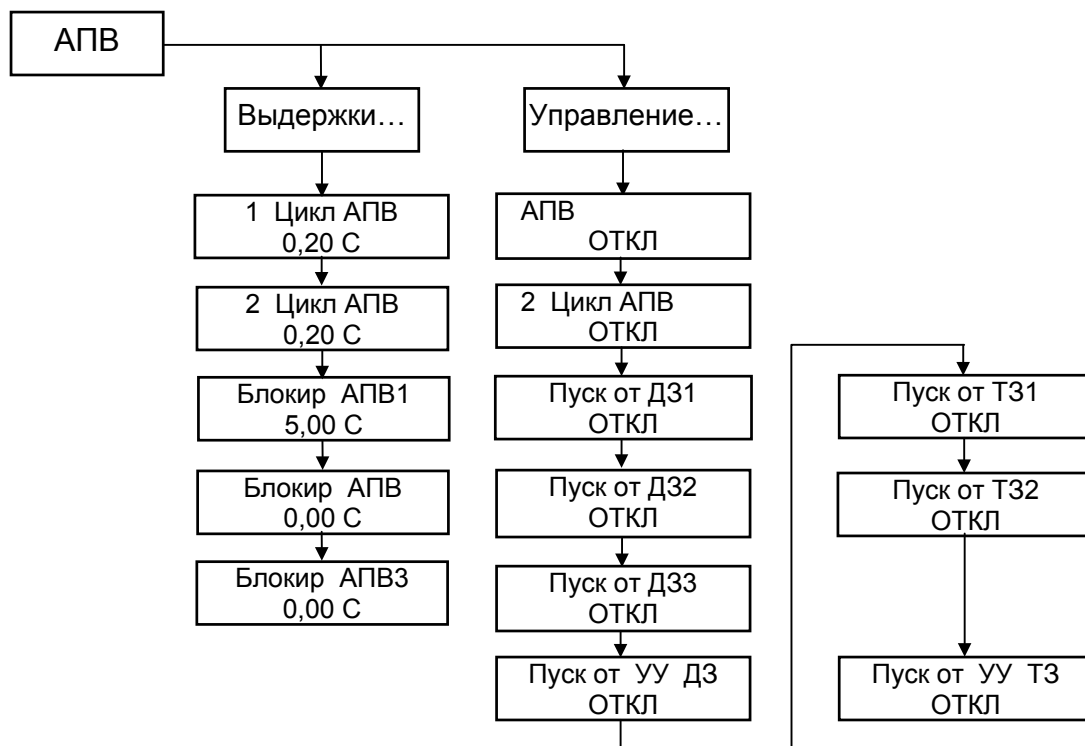 АПВ
Выдержки…
1 Цикл АПВ
0,20 С
2 Цикл АПВ
0,20 С
Блокир АПВ1
5,00 С
Блокир АПВ
0,00 С
Блокир АПВ3
0,00 С
Управление…
АПВ
ОТКЛ
2 Цикл АПВ
ОТКЛ
Пуск от ДЗ1
ОТКЛ
Пуск от ДЗ2
ОТКЛ
Пуск от ДЗ3
ОТКЛ
Пуск от УУ ДЗ
ОТКЛ
Пуск от ТЗ1
ОТКЛ
Пуск от ТЗ2
ОТКЛ
Пуск от УУ ТЗ
ОТКЛ